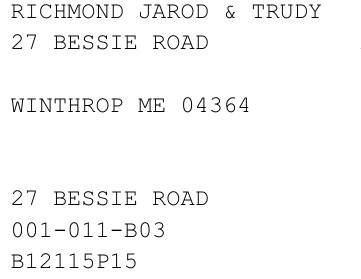 RICHMOND JAROD & TRUDY
27 BESSIE ROAD
WINTHROP ME 04364
27 BESSIE ROAD
001-011-B03
B12115P15